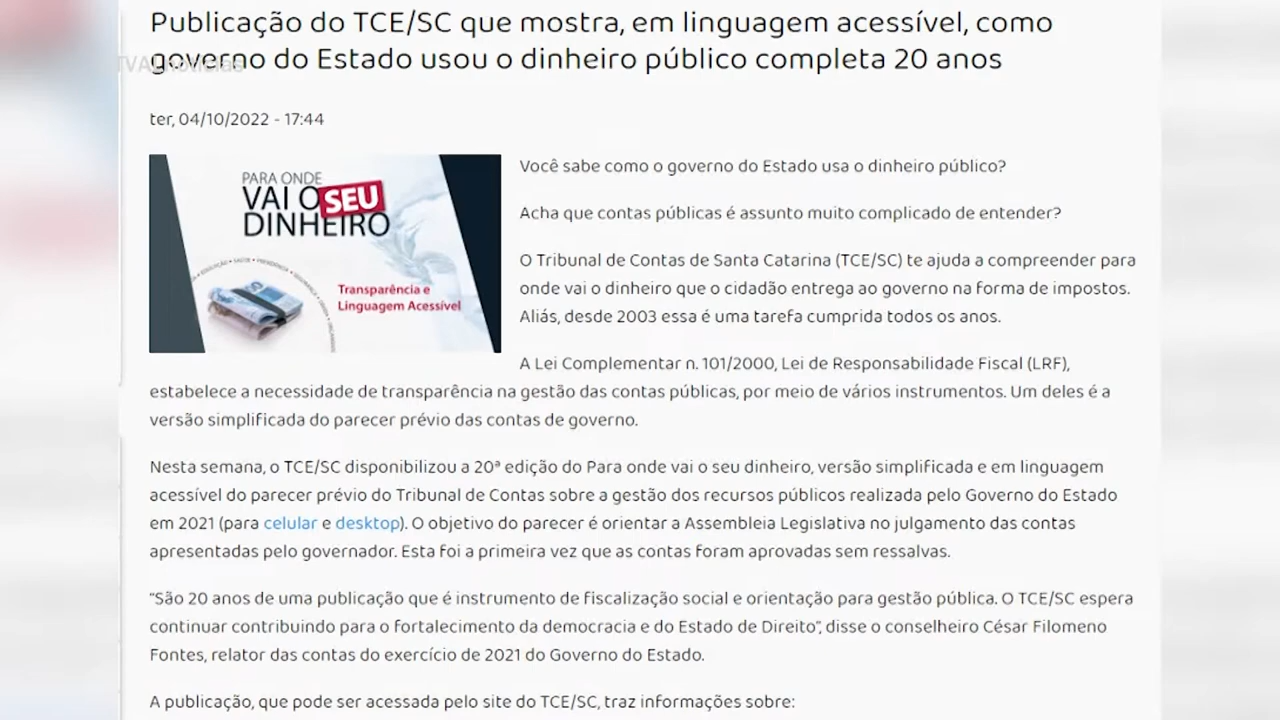 Publicação do TCE/SC que mostra, em linguagem acessível, como
governo do Estado usou o dinheiro público completa 20 anos
ter, 04/10/2022 - 17:44
PARA ONDE
VAI O SEU
DINHEIRO
Transparência e
Linguagem Acessível
Você sabe como o governo do Estado usa o dinheiro público?
Acha que contas públicas é assunto muito complicado de entender?
O Tribunal de Contas de Santa Catarina (TCE/SC) te ajuda a compreender para
onde vai o dinheiro que o cidadão entrega ao governo na forma de impostos.
Aliás, desde 2003 essa é uma tarefa cumprida todos os anos.
A Lei Complementar n. 101/2000, Lei de Responsabilidade Fiscal (LRF),
estabelece a necessidade de transparência na gestão das contas públicas, por meio de vários instrumentos. Um deles é a
versão simplificada do parecer prévio das contas de governo.
Nesta semana, o TCE/SC disponibilizou a 20ª edição do Para onde vai o seu dinheiro, versão simplificada e em linguagem
acessível do parecer prévio do Tribunal de Contas sobre a gestão dos recursos públicos realizada pelo Governo do Estado
em 2021 (para celular e desktop). O objetivo do parecer é orientar a Assembleia Legislativa no julgamento das contas
apresentadas pelo governador. Esta foi a primeira vez que as contas foram aprovadas sem ressalvas.
"São 20 anos de uma publicação que é instrumento de fiscalização social e orientação para gestão pública. O TCE/SC espera
continuar contribuindo para o fortalecimento da democracia e do Estado de Direito", disse o conselheiro César Filomeno
Fontes, relator das contas do exercício de 2021 do Governo do Estado.
A publicação, que pode ser acessada pelo site do TCE/SC, traz informações sobre: